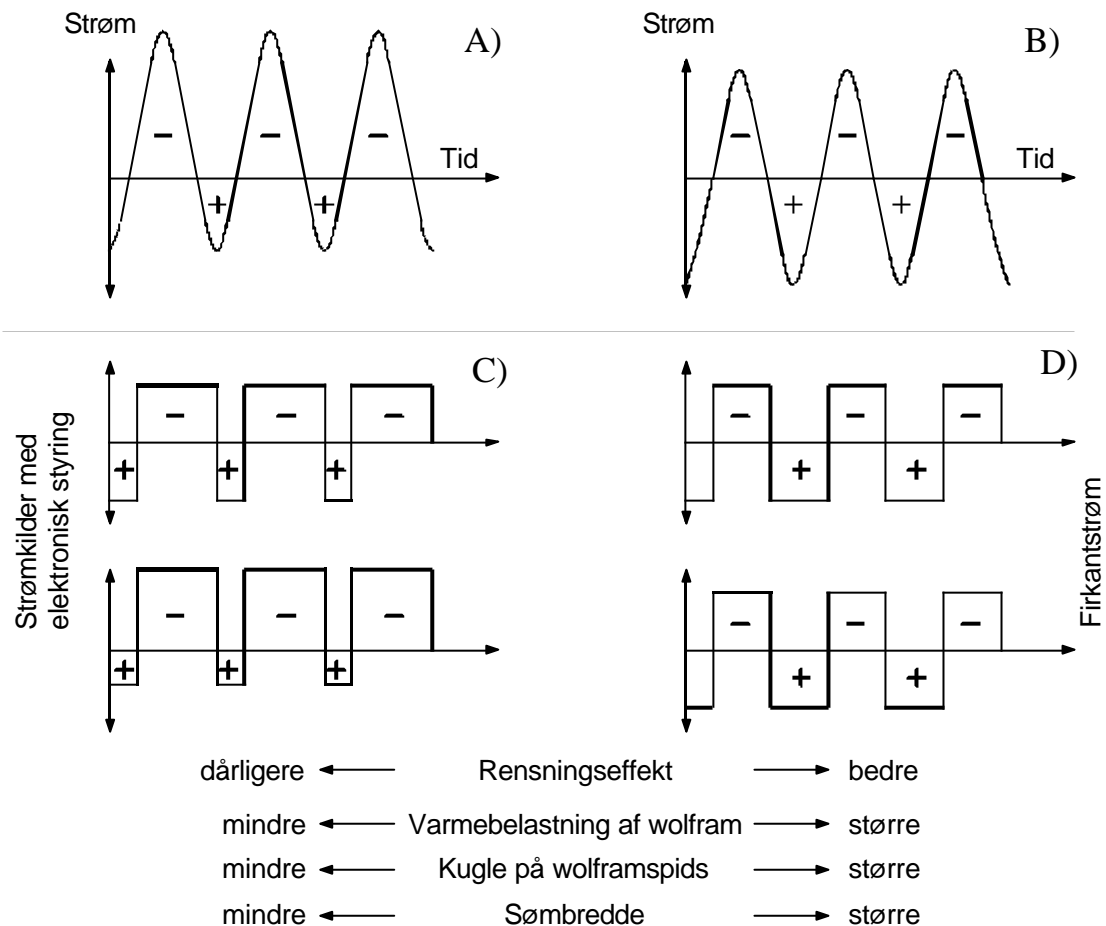 Strøm
A)
− − −
Tid
+ +
Strøm
B)
− − −
Tid
+ +
Strømkilder med
elektronisk styring
C)
− − −
+ + +
− − −
+ + +
D)
− − −
+ +
− − −
+ +
Firkantstrøm
dårligere Rensningseffekt bedre
mindre Varmebelastning af wolfram større
mindre Kugle på wolframspids større
mindre Sømbredde større